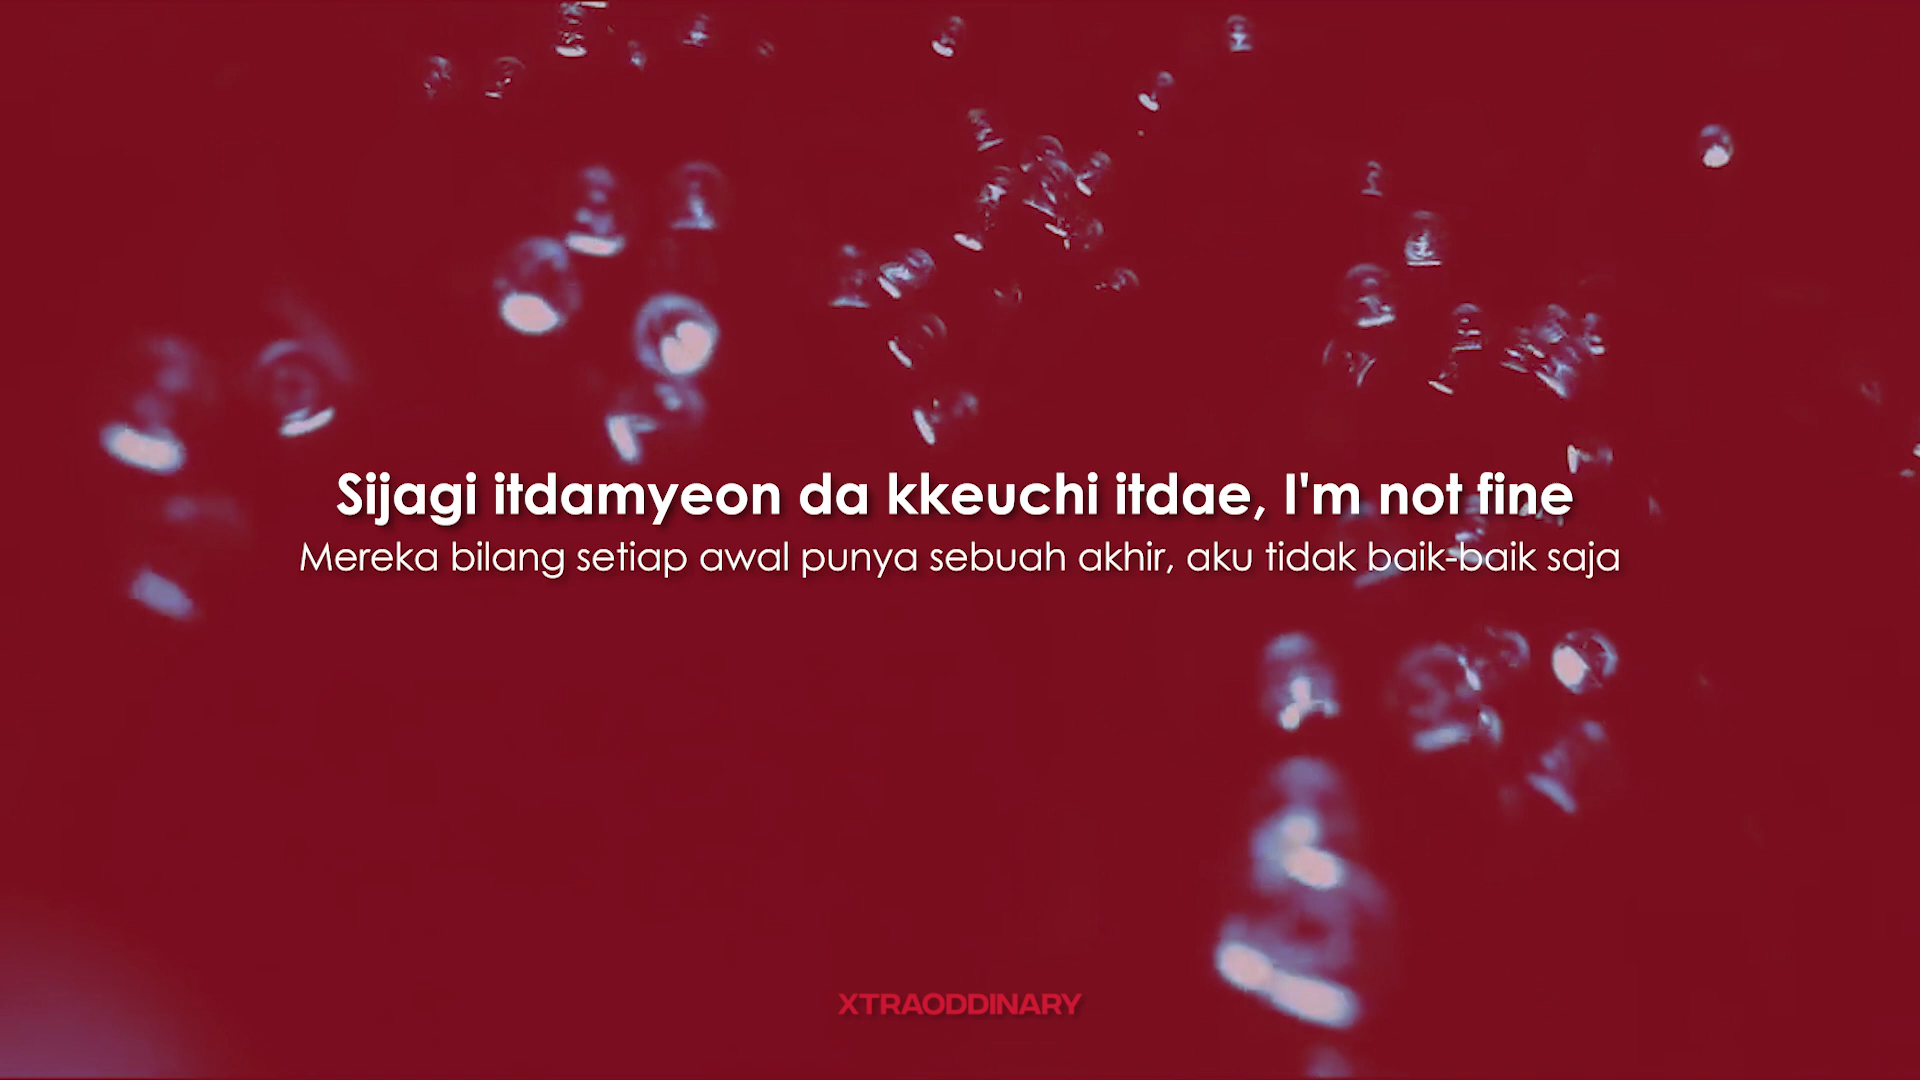 Sijagi itdamyeon da kkeuchi itdae, I'm not fine
Mereka bilang setiap awal punya sebuah akhir, aku tidak baik-baik saja
XTRAODDINARY